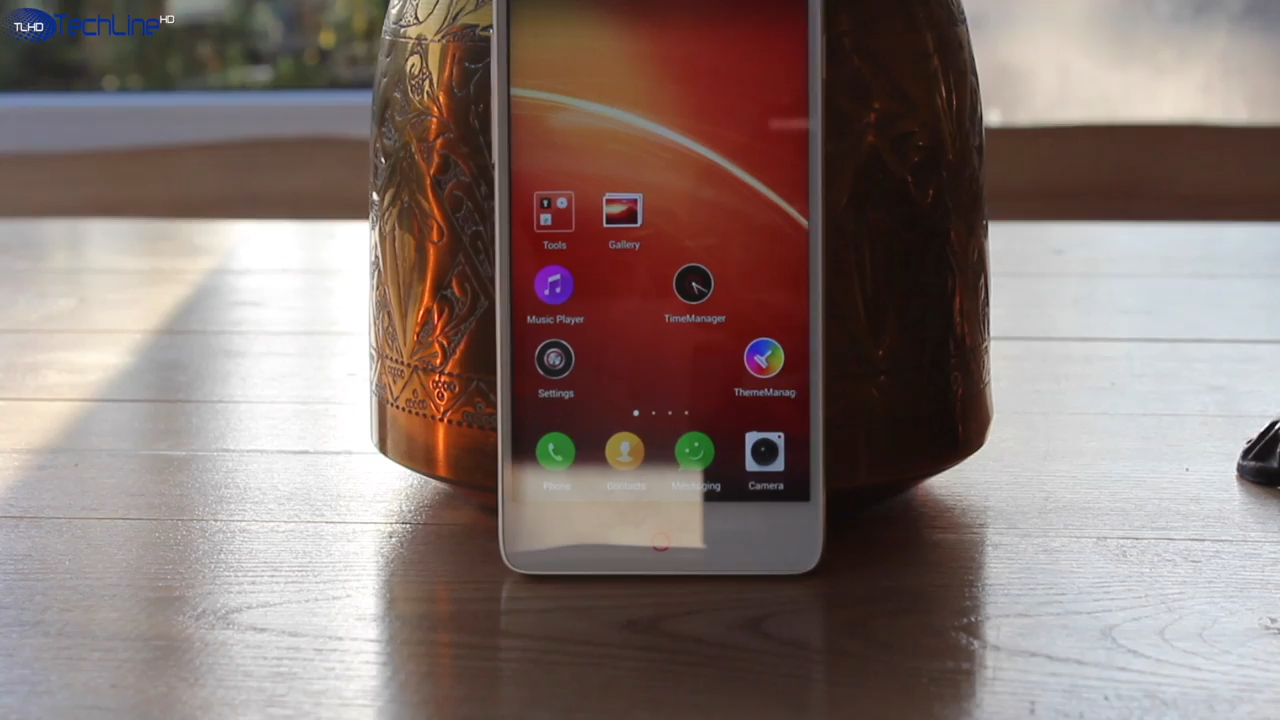 TLHD TechLine HD
Tools Gallery
Music Player TimeManager
Settings ThemeManag
Phone Contacts Messaging Camera